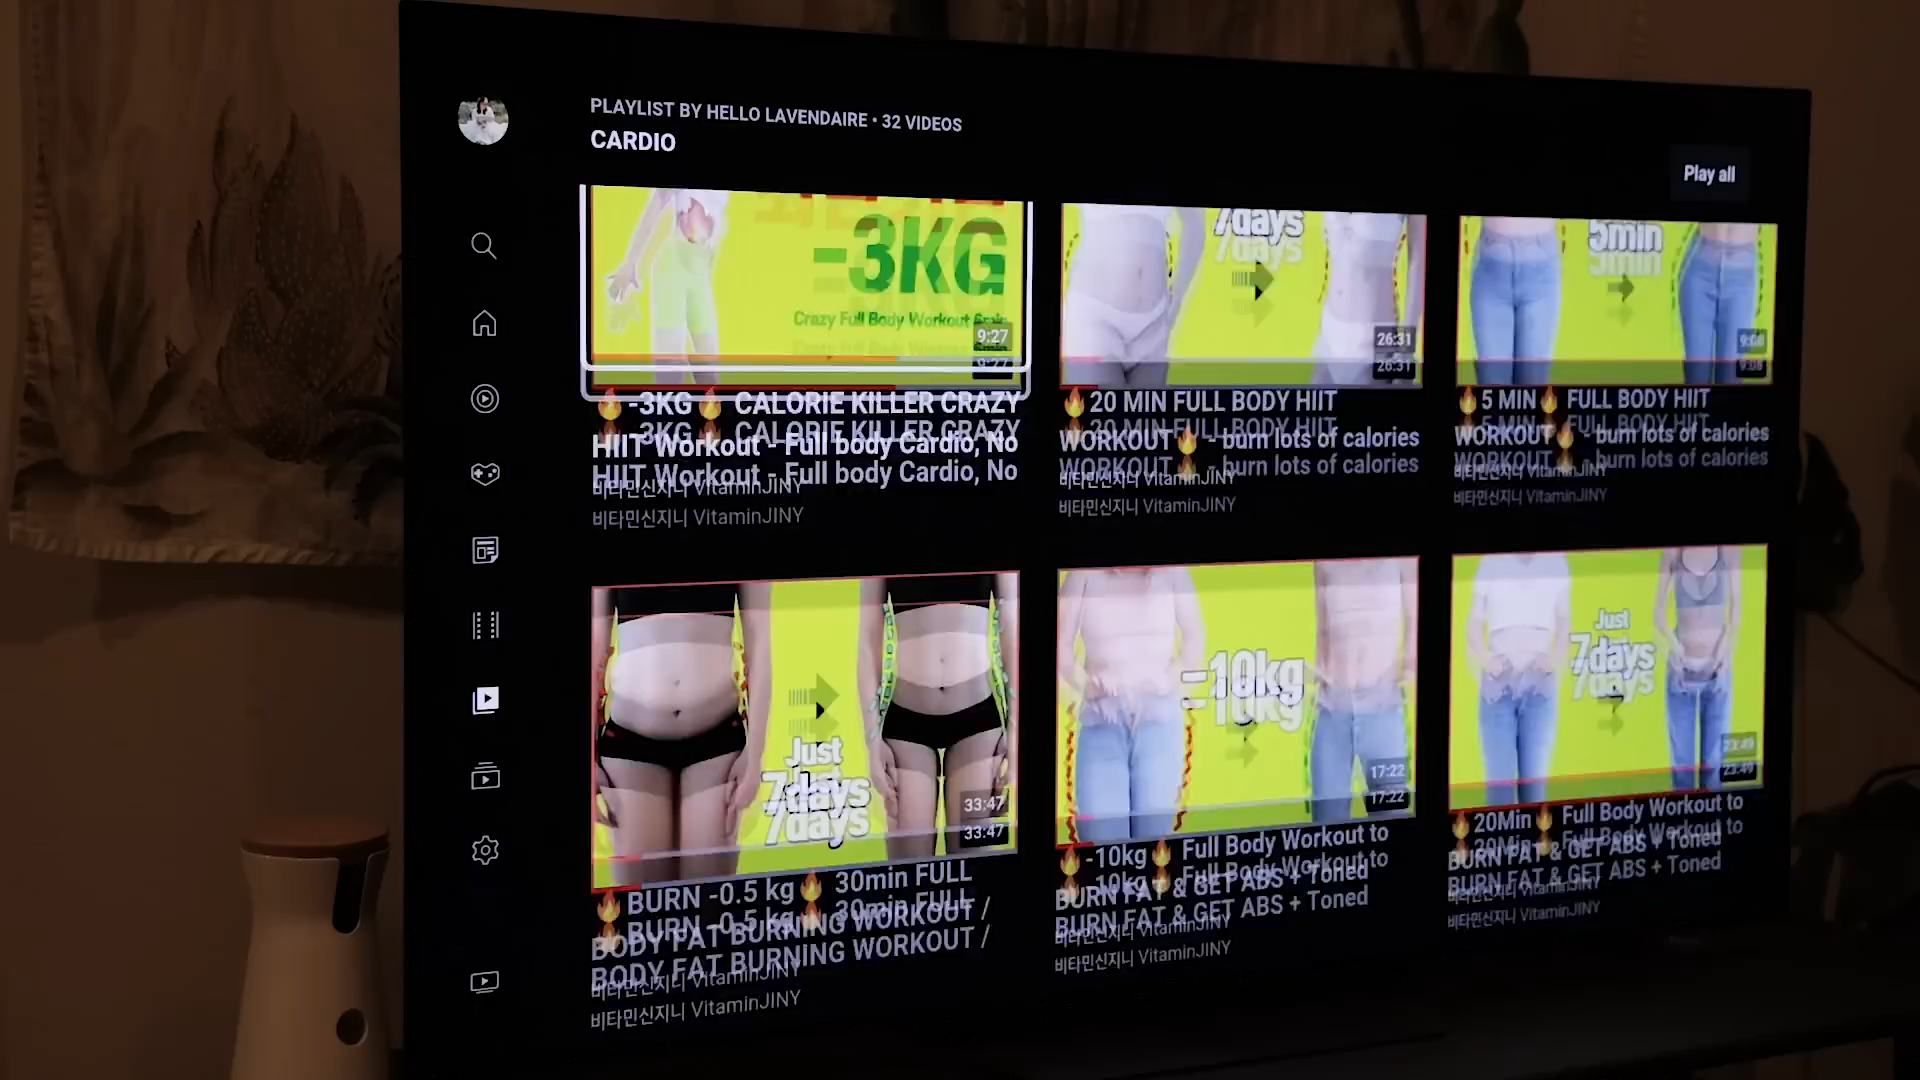 PLAYLIST BY HELLO LAVENDAIRE • 32 VIDEOS
CARDIO
Play all
-3KG
Crazy Full Body Workout
9:27
7days
26:31
5min
9:08
🔥 -3KG 🔥 CALORIE KILLER CRAZY
HIIT Workout - Full body Cardio, No
비타민신지니 VitaminJINY
🔥 20 MIN FULL BODY HIIT
WORKOUT 🔥 - burn lots of calories
비타민신지니 VitaminJINY
🔥 5 MIN 🔥 FULL BODY HIIT
WORKOUT 🔥 - burn lots of calories
비타민신지니 VitaminJINY
Just
7days
33:47
-10kg
17:22
Just
7days
23:49
🔥 BURN -0.5 kg 🔥 30min FULL
BODY FAT BURNING WORKOUT /
비타민신지니 VitaminJINY
🔥 -10kg 🔥 Full Body Workout to
BURN FAT & GET ABS + Toned
비타민신지니 VitaminJINY
🔥 20Min 🔥 Full Body Workout to
BURN FAT & GET ABS + Toned
비타민신지니 VitaminJINY